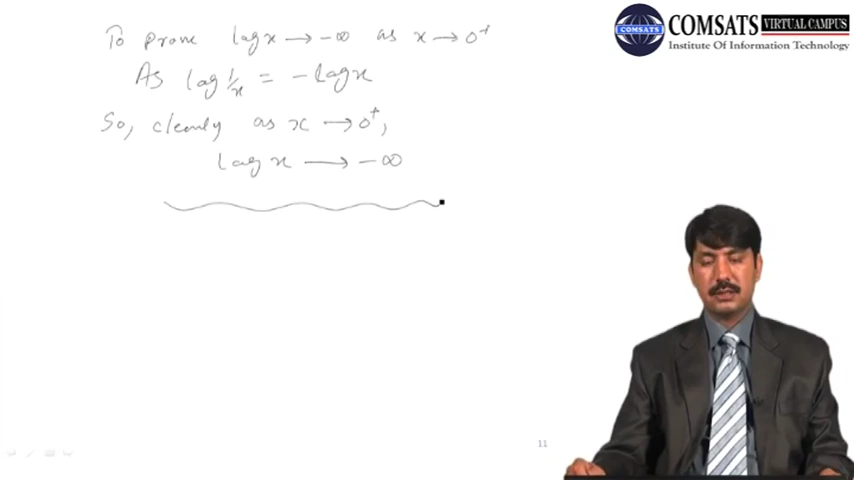 To prove log x → -∞ as x → 0⁺
As log 1/x = -log x
So, clearly as x → 0⁺,
log x → -∞
COMSATS VIRTUAL CAMPUS
Institute Of Information Technology
COMSATS
11